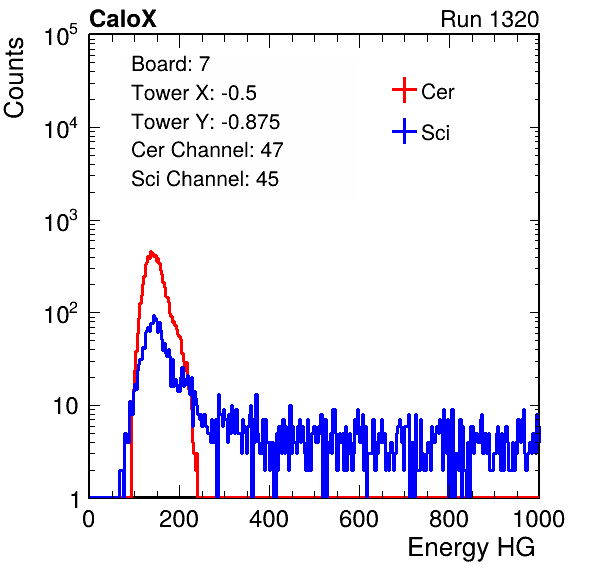 CaloX Run 1320
Counts
Board: 7
Tower X: -0.5
Tower Y: -0.875
Cer Channel: 47
Sci Channel: 45
Cer
Sci
10^5
10^4
10^3
10^2
10
1
0 200 400 600 800 1000
Energy HG